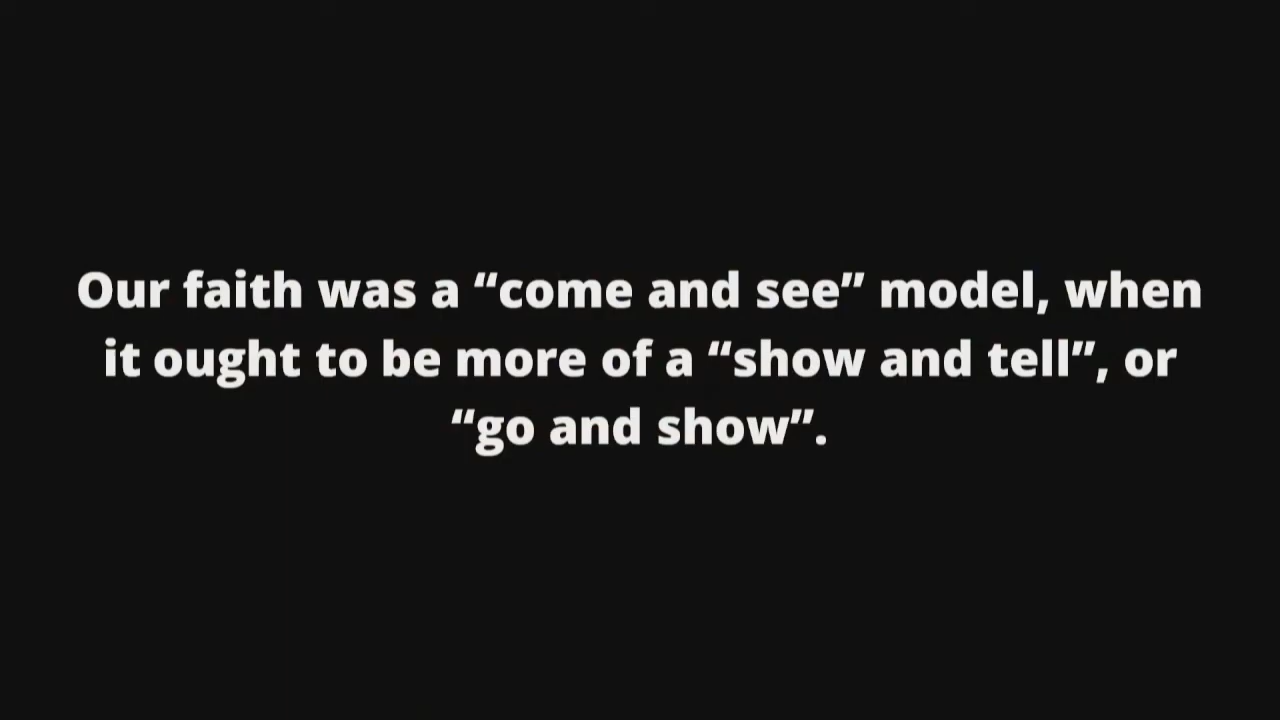 Our faith was a “come and see” model, when
it ought to be more of a “show and tell”, or
“go and show”.